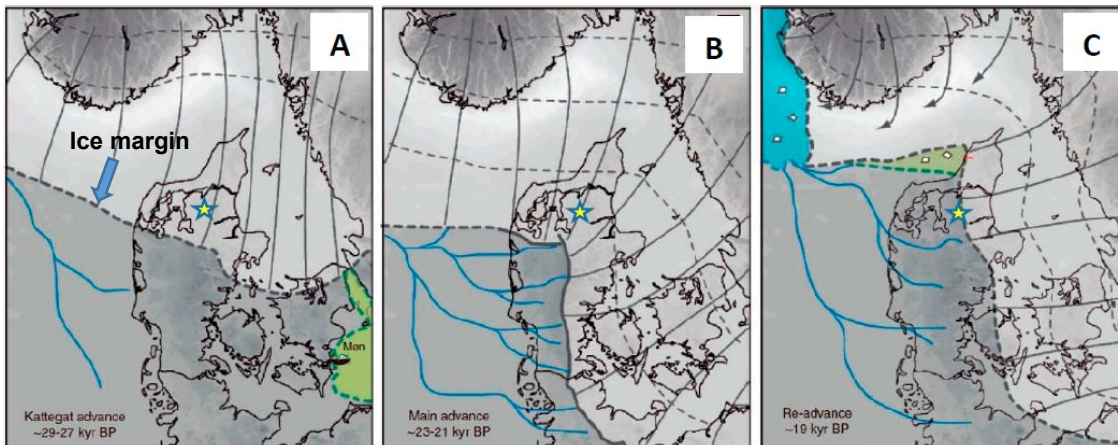 A
Ice margin
Møn
Kattegat advance
~29-27 kyr BP
B
Main advance
~23-21 kyr BP
C
Re-advance
~19 kyr BP